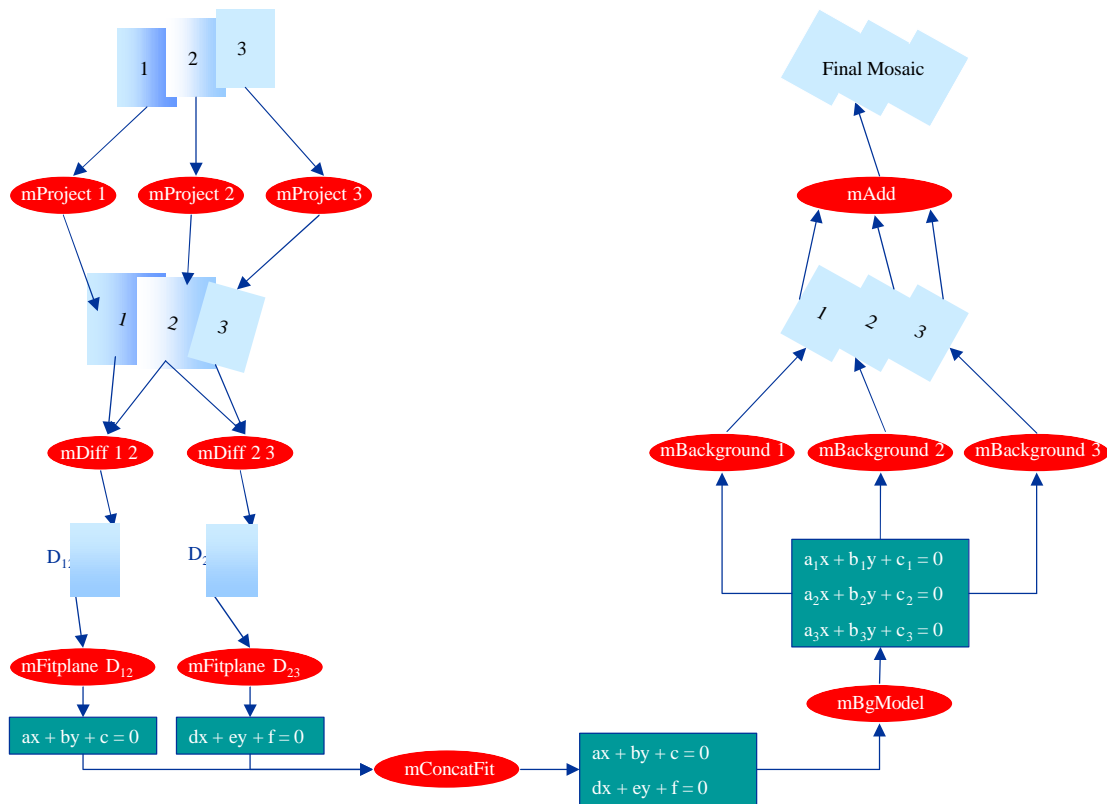 1
2
3
mProject 1
mProject 2
mProject 3
1
2
3
mDiff 1 2
mDiff 2 3
mFitplane D₁₂
mFitplane D₂₃
ax + by + c = 0
dx + ey + f = 0
mConcatFit
ax + by + c = 0
dx + ey + f = 0
mBgModel
a₁x + b₁y + c₁ = 0
a₂x + b₂y + c₂ = 0
a₃x + b₃y + c₃ = 0
mBackground 1
mBackground 2
mBackground 3
1
2
3
mAdd
Final Mosaic